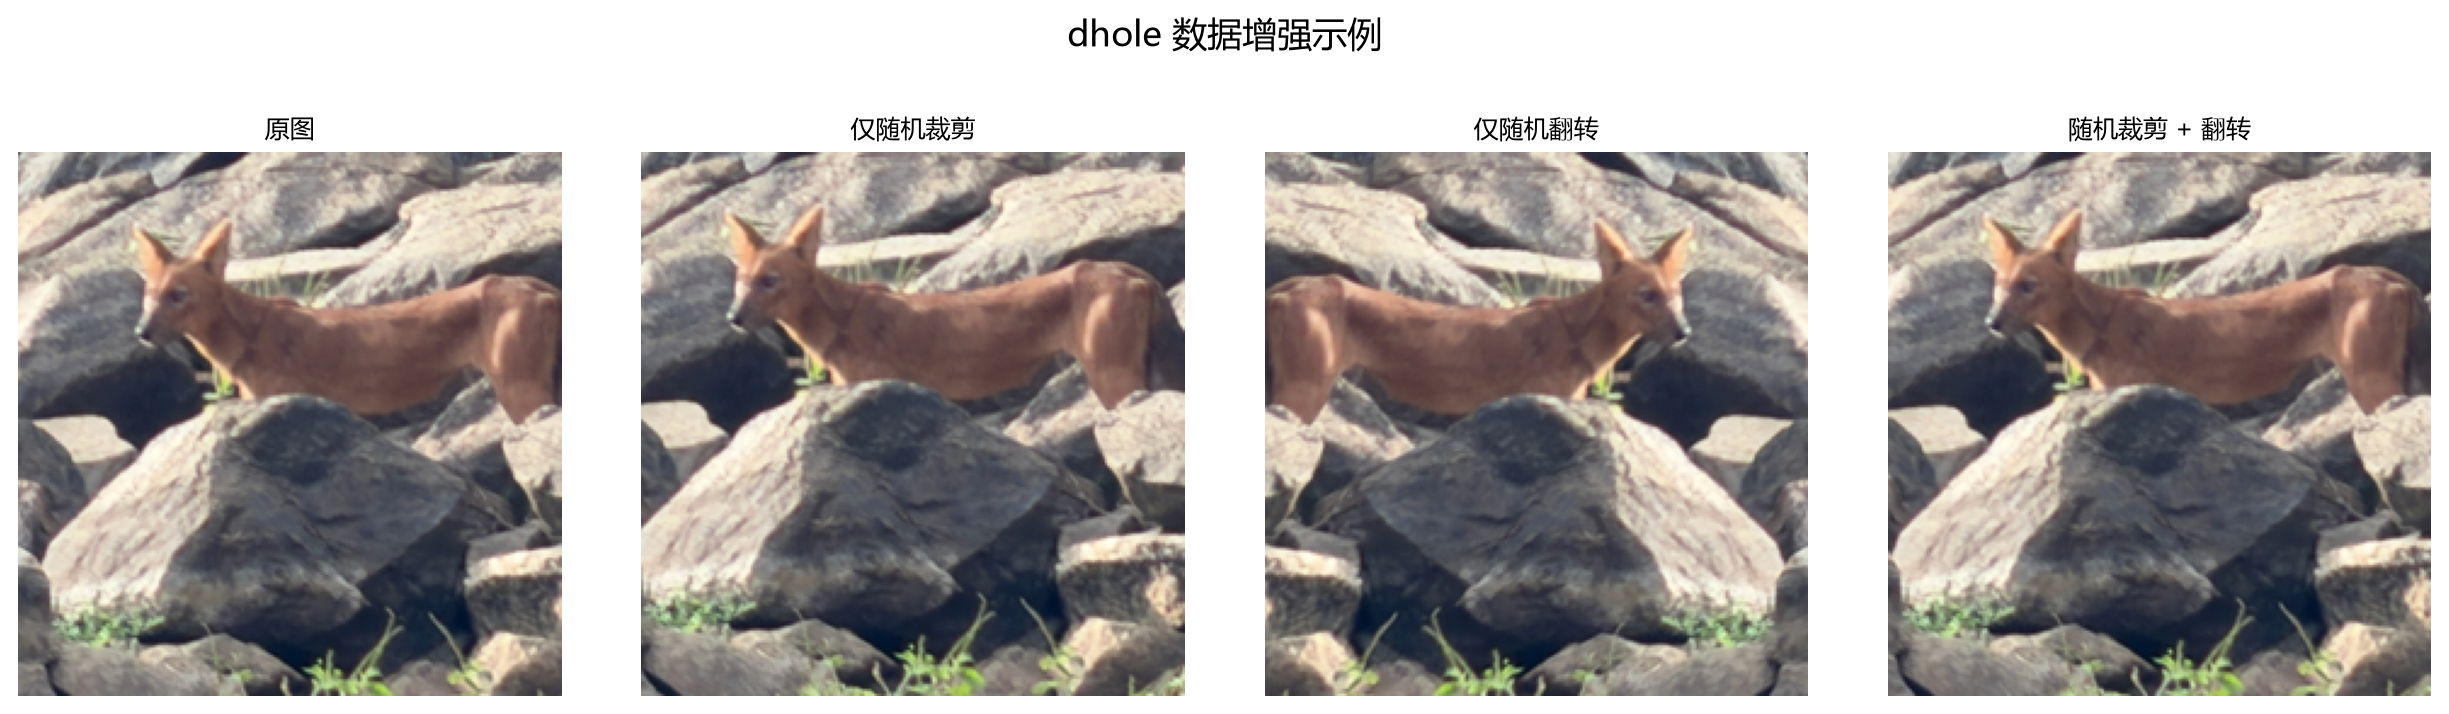 dhole 数据增强示例
原图
仅随机裁剪
仅随机翻转
随机裁剪 + 翻转